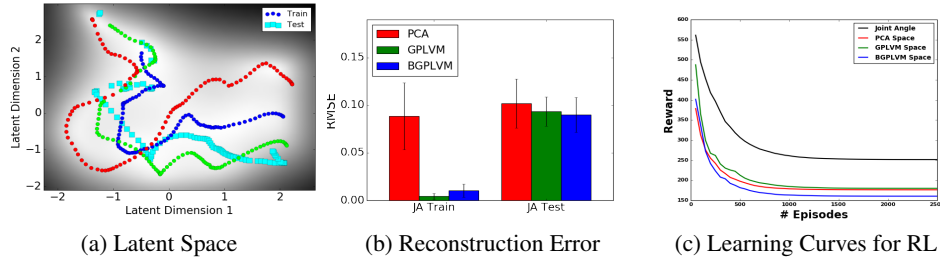 Train
Test
Latent Dimension 2
2
1
0
−1
−2
−2
−1
0
1
2
Latent Dimension 1
(a) Latent Space
PCA
GPLVM
BGPLVM
RMSE
0.15
0.10
0.05
0.00
JA Train
JA Test
(b) Reconstruction Error
Joint Angle
PCA Space
GPLVM Space
BGPLVM Space
Reward
600
550
500
450
400
350
300
250
200
150
0
500
1000
1500
2000
2500
# Episodes
(c) Learning Curves for RL